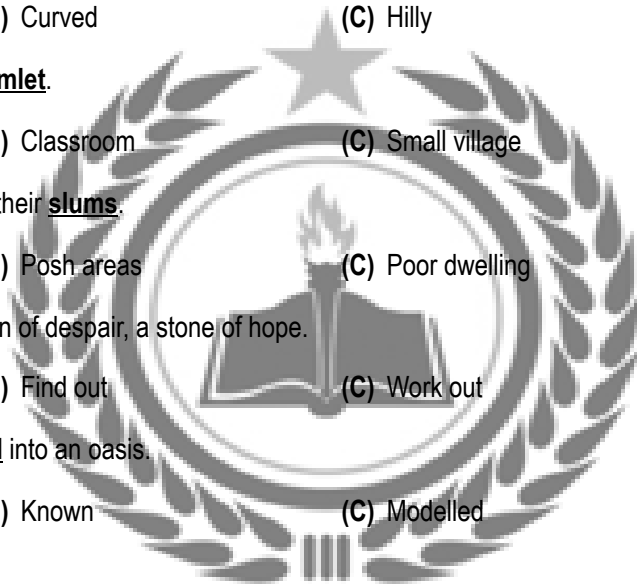 ) Curved (C) Hilly
mlet.
) Classroom (C) Small village
their slums.
) Posh areas (C) Poor dwelling
n of despair, a stone of hope.
) Find out (C) Work out
into an oasis.
) Known (C) Modelled